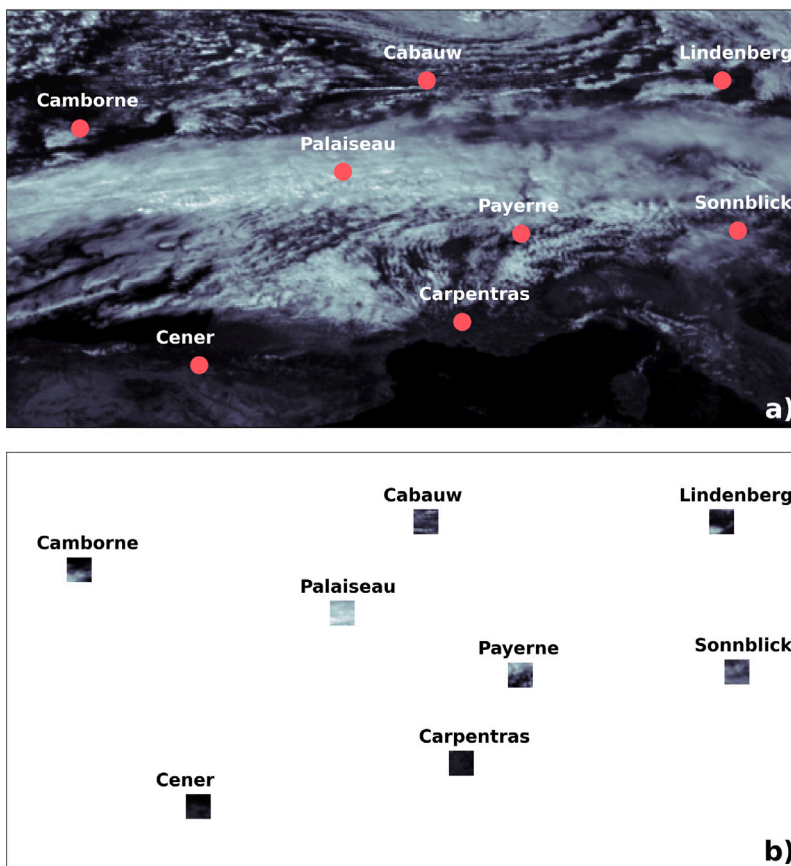 Cabauw
Lindenberg
Camborne
Palaiseau
Payerne
Sonnblick
Carpentras
Cener
a)
Cabauw
Lindenberg
Camborne
Palaiseau
Payerne
Sonnblick
Carpentras
Cener
b)